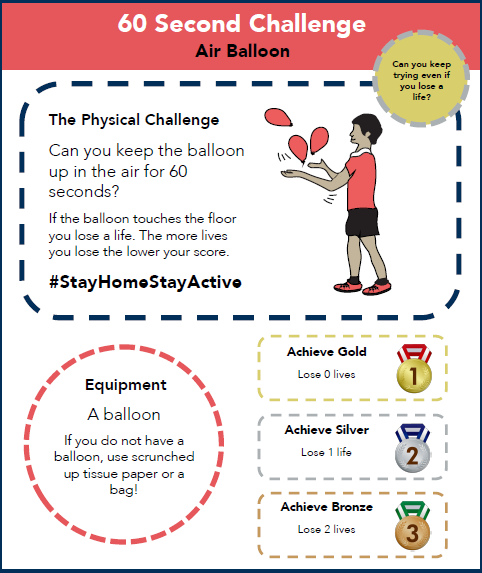 60 Second Challenge
Air Balloon
Can you keep
trying even if
you lose a
life?
The Physical Challenge
Can you keep the balloon
up in the air for 60
seconds?
If the balloon touches the floor
you lose a life. The more lives
you lose the lower your score.
#StayHomeStayActive
Equipment
A balloon
If you do not have a
balloon, use scrunched
up tissue paper or a
bag!
Achieve Gold
Lose 0 lives
1
Achieve Silver
Lose 1 life
2
Achieve Bronze
Lose 2 lives
3